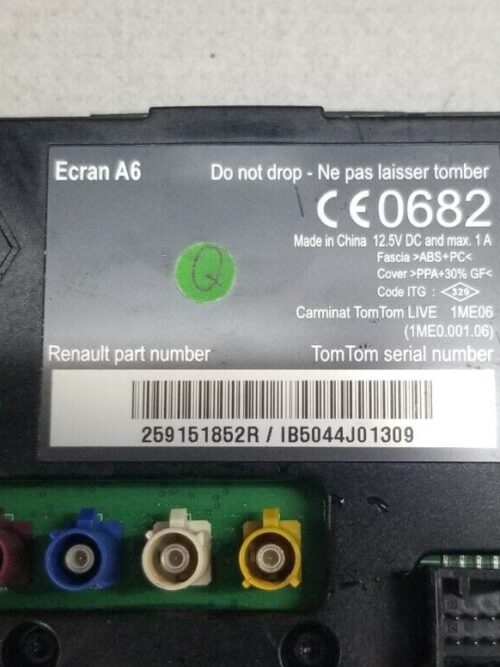 Ecran A6 Do not drop - Ne pas laisser tomber
CE0682
Made in China 12.5V DC and max. 1 A
Fascia >ABS+PC<
Cover >PPA+30% GF<
Code ITG : 329
Q
Carminat TomTom LIVE 1ME06
(1ME0.001.06)
Renault part number TomTom serial number
259151852R / IB5044J01309